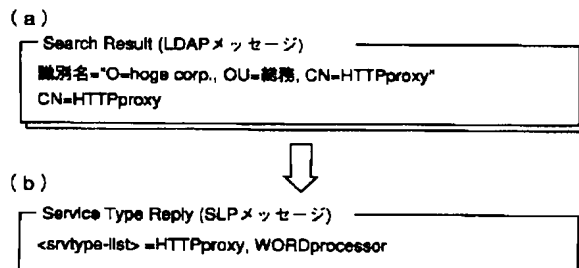 (a)
Search Result (LDAPメッセージ)
識別名="O=hoge corp., OU=総務, CN=HTTPproxy"
CN=HTTPproxy
(b)
Service Type Reply (SLPメッセージ)
<srvtype-list> =HTTPproxy, WORDprocessor